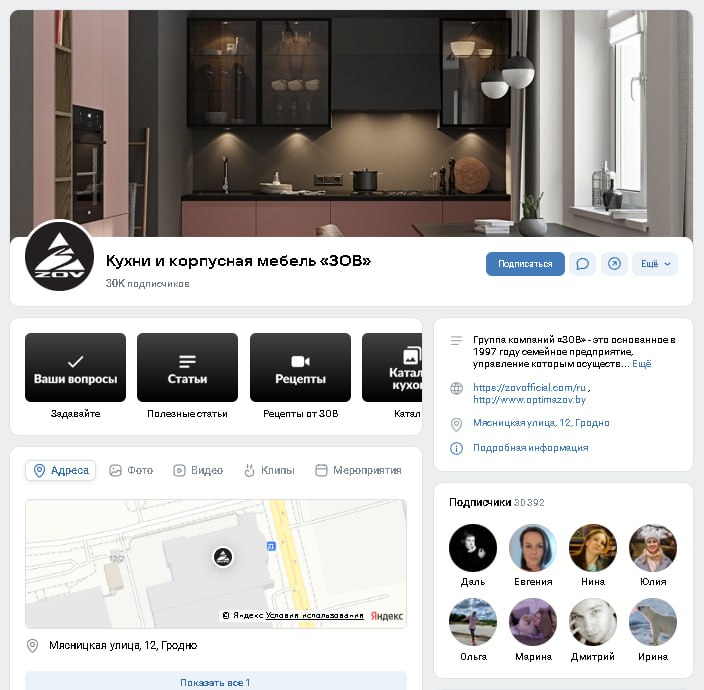 ZOV
Кухни и корпусная мебель «ЗОВ»
30K подписчиков
Подписаться
Ещё
Ваши вопросы
Статьи
Рецепты
Катал
кухон
Задавайте
Полезные статьи
Рецепты от ЗОВ
Катал
Группа компаний «ЗОВ» - это основанное в
1997 году семейное предприятие,
управление которым осуществ... Ещё
https://zovofficial.com/ru ,
http://www.optimazov.by
Мясницкая улица, 12, Гродно
Подробная информация
Адреса
Фото
Видео
Клипы
Мероприятия
12/2
© Яндекс Условия использования Яндекс
Мясницкая улица, 12, Гродно
Показать все 1
Подписчики 30 392
Даль
Евгения
Нина
Юлия
Ольга
Марина
Дмитрий
Ирина